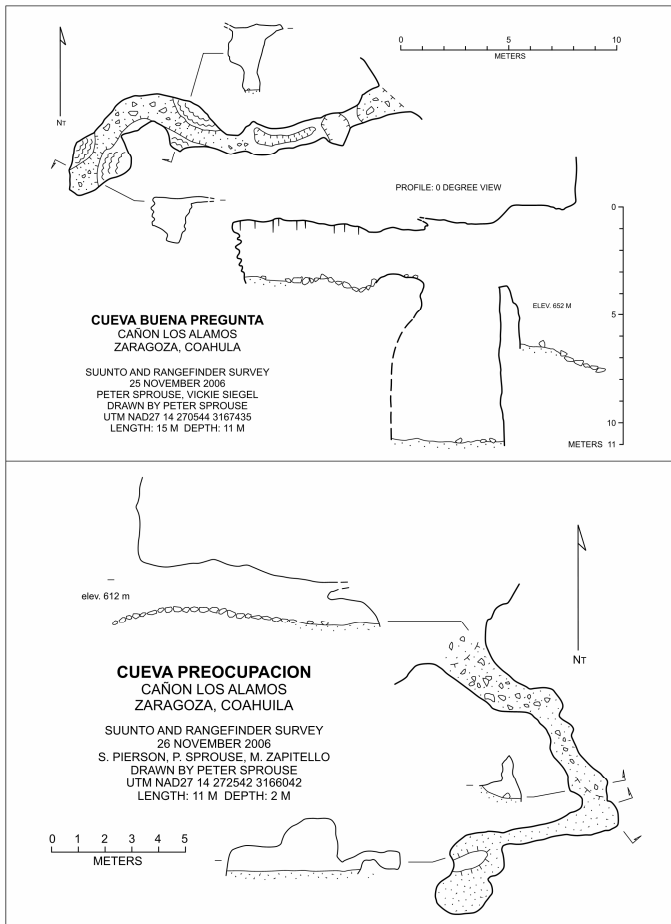 0 5 10
METERS
NT
PROFILE: 0 DEGREE VIEW
0
ELEV. 652 M
5
10
METERS 11
CUEVA BUENA PREGUNTA
CAÑON LOS ALAMOS
ZARAGOZA, COAHULA
SUUNTO AND RANGEFINDER SURVEY
25 NOVEMBER 2006
PETER SPROUSE, VICKIE SIEGEL
DRAWN BY PETER SPROUSE
UTM NAD27 14 270544 3167435
LENGTH: 15 M DEPTH: 11 M
elev. 612 m
NT
CUEVA PREOCUPACION
CAÑON LOS ALAMOS
ZARAGOZA, COAHUILA
SUUNTO AND RANGEFINDER SURVEY
26 NOVEMBER 2006
S. PIERSON, P. SPROUSE, M. ZAPITELLO
DRAWN BY PETER SPROUSE
UTM NAD27 14 272542 3166042
LENGTH: 11 M DEPTH: 2 M
0 1 2 3 4 5
METERS